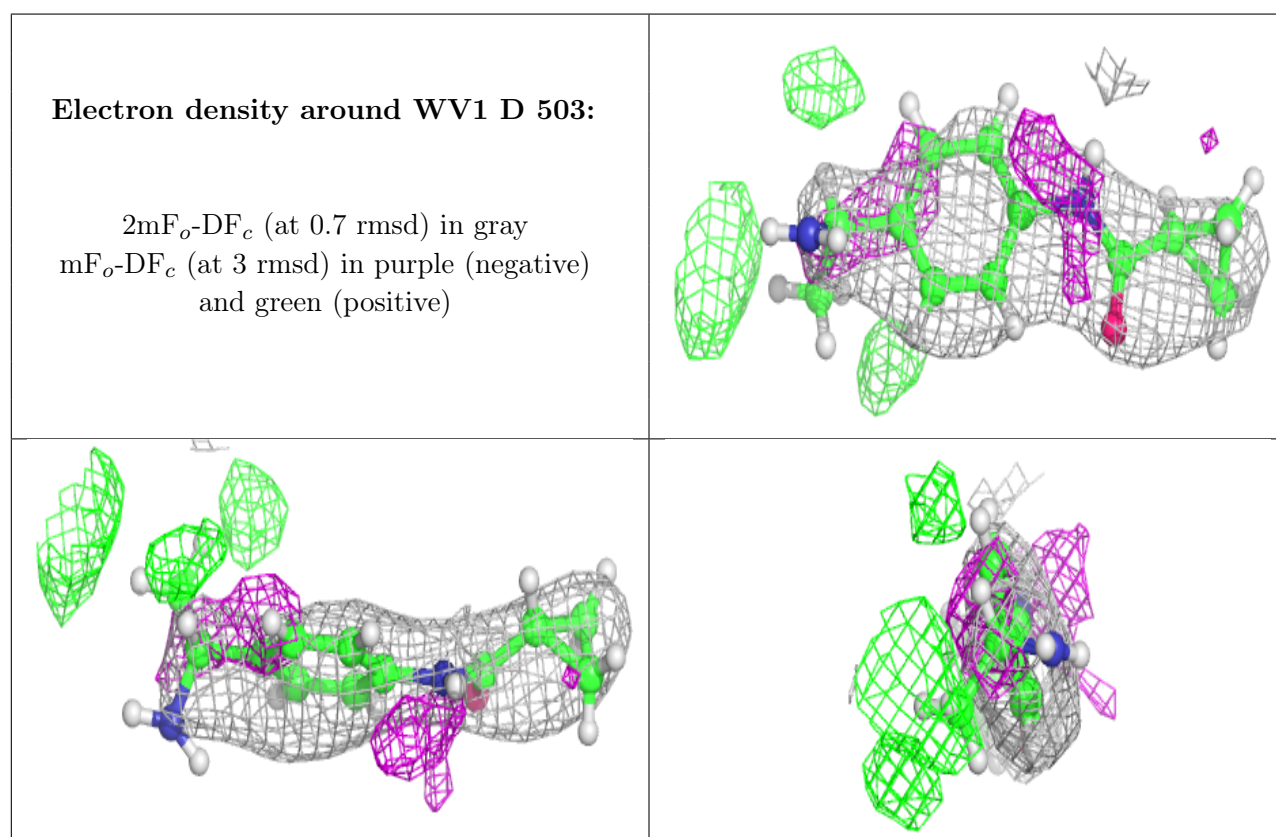 Electron density around WV1 D 503:
2mFo-DFc (at 0.7 rmsd) in gray
mFo-DFc (at 3 rmsd) in purple (negative)
and green (positive)